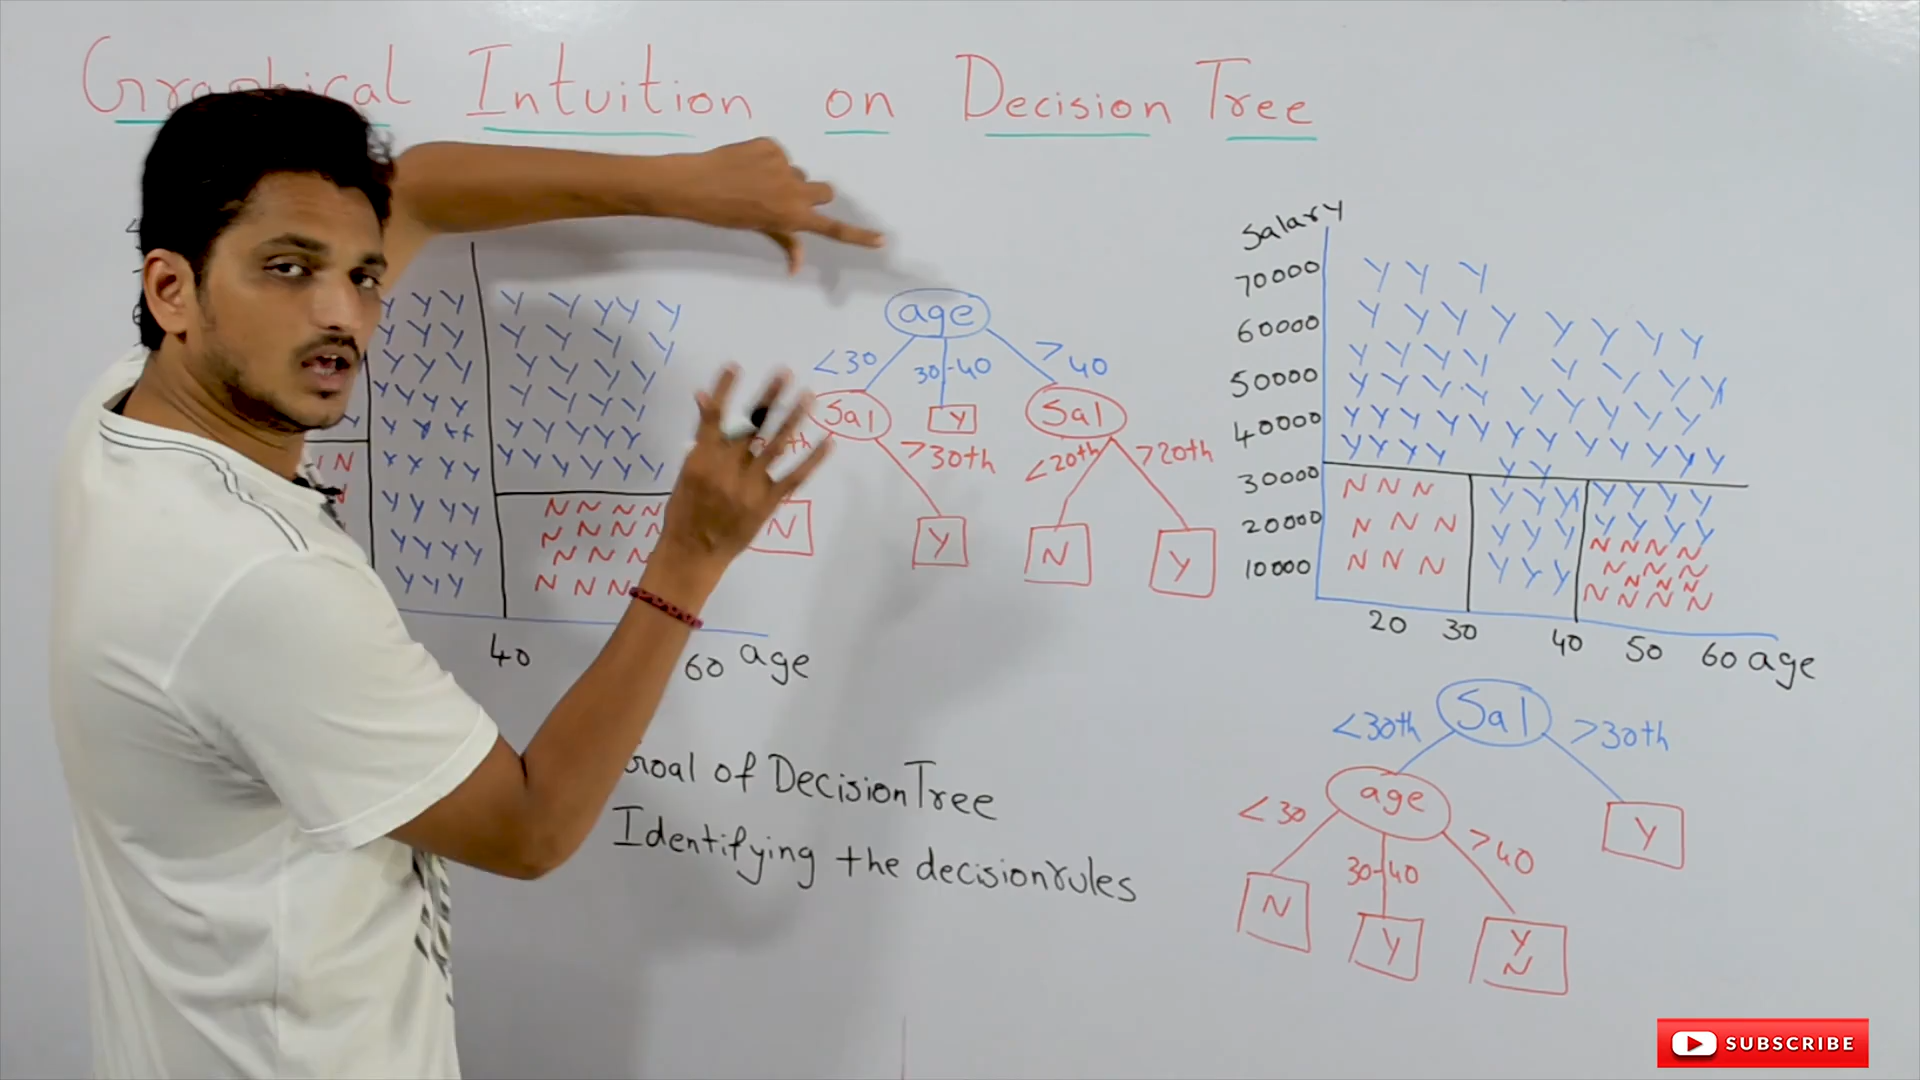 Graphical Intuition on Decision Tree
Y Y Y Y Y Y Y Y
Y Y Y Y Y Y Y
Y Y Y Y Y Y Y
Y Y Y Y Y Y Y Y
Y Y Y Y Y Y Y Y Y
Y Y Y Y Y Y Y Y Y Y
N N N N
N N N N
N N N
N N N
Y Y Y Y
Y Y Y Y
Y Y Y
40 60 age
age
<30 30-40 >40
Sal Y Sal
>30th <20th >20th
N Y N Y
Goal of Decision Tree
Identifying the decision rules
Salary
70000 Y Y Y
60000 Y Y Y Y Y Y Y Y
Y Y Y Y Y Y Y Y
50000 Y Y Y Y Y Y Y Y
40000 Y Y Y Y Y Y Y Y Y Y
Y Y Y Y Y Y
30000 N N N Y Y Y Y Y Y Y
20000 N N N Y Y Y Y Y Y Y
N N N N
10000 N N N Y Y Y N N N
N N N
N N N N
20 30 40 50 60 age
Sal
<30th >30th
age Y
<30 30-40 >40
N Y Y
N
SUBSCRIBE